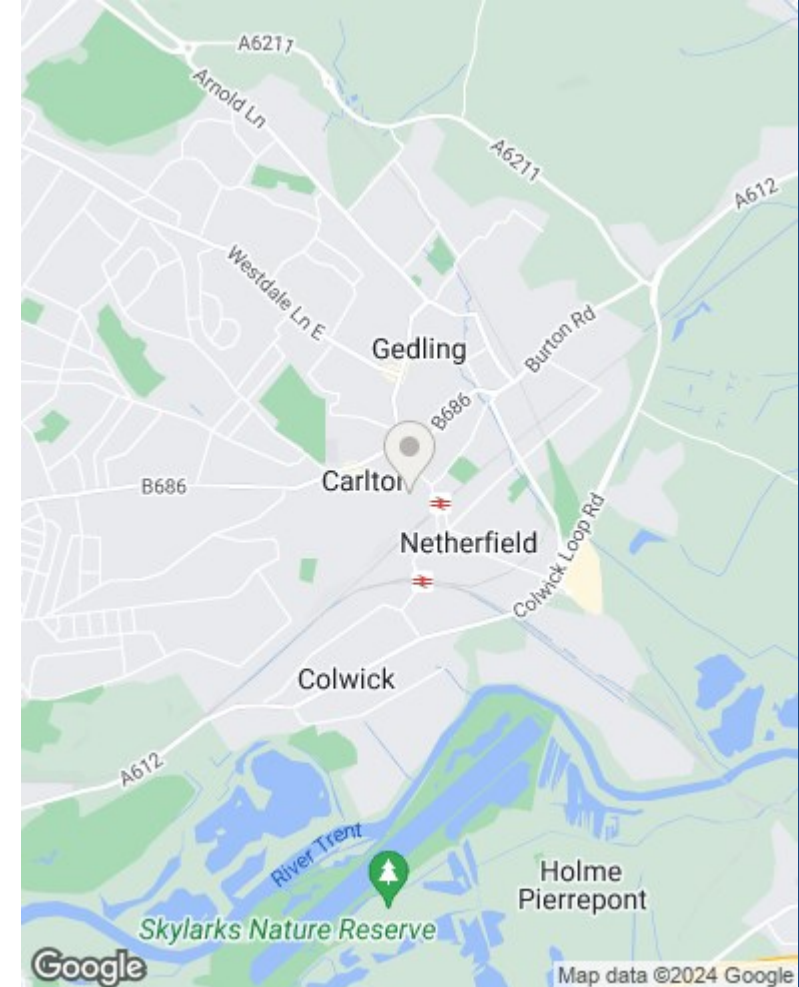 A6211
Arnold Ln
A6211
A612
Westdale Ln E
Burton Rd
Gedling
B686
Carlton
B686
Netherfield
Colwick Loop Rd
Colwick
A612
River Trent
Holme
Pierrepont
Skylarks Nature Reserve
Google
Map data ©2024 Google